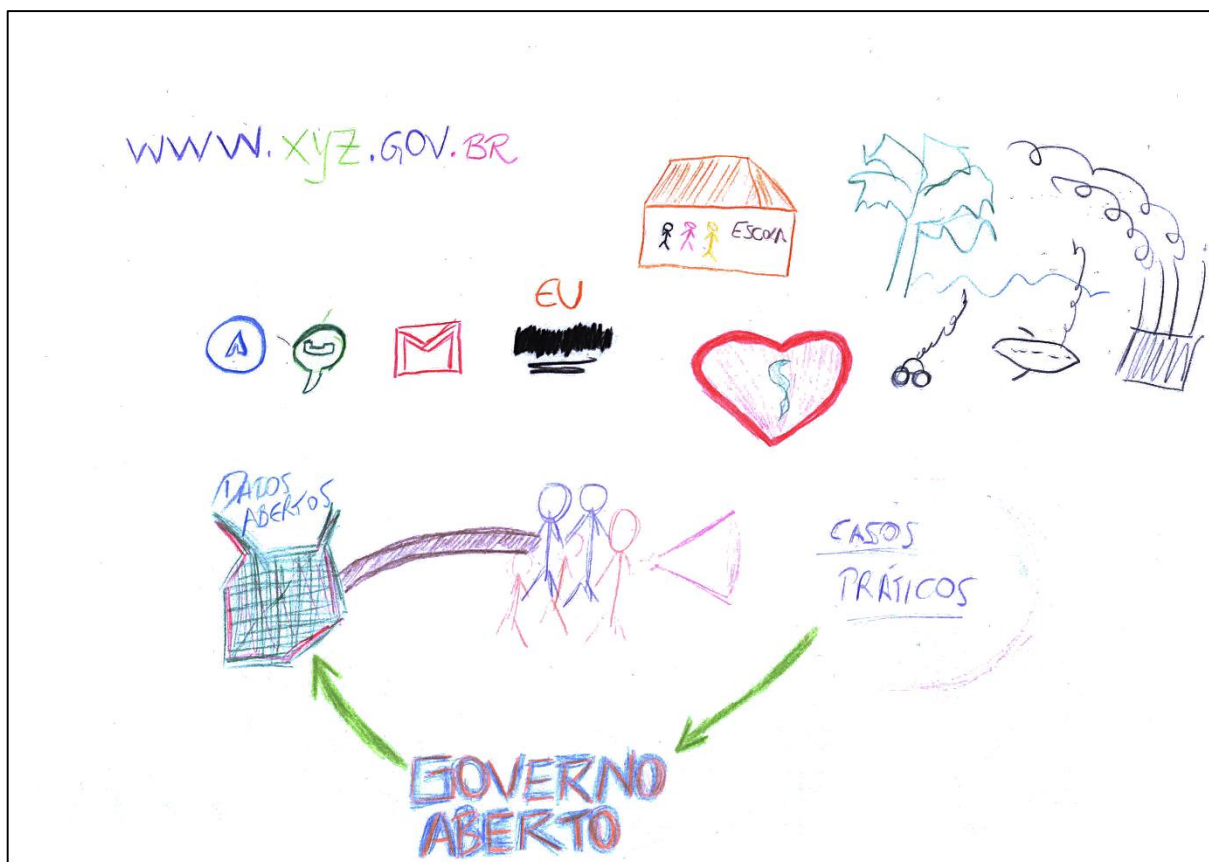 WWW.XYZ.GOV.BR
ESCOLA
EU
DADOS
ABERTOS
CASOS
PRÁTICOS
GOVERNO
ABERTO